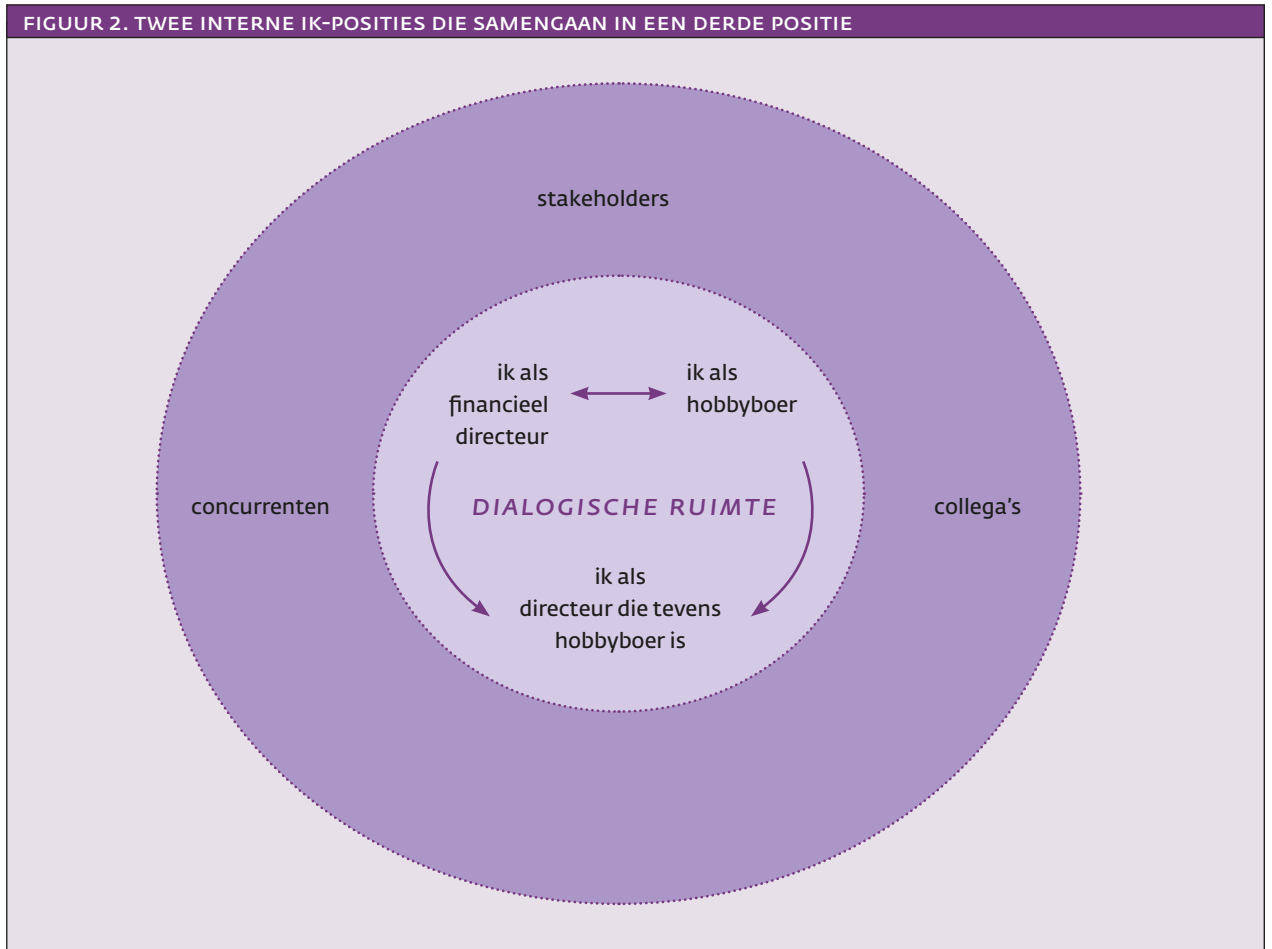 FIGUUR 2. TWEE INTERNE IK-POSITIES DIE SAMENGAAN IN EEN DERDE POSITIE
stakeholders
ik als
financieel
directeur
ik als
hobbyboer
concurrenten
DIALOGISCHE RUIMTE
collega's
ik als
directeur die tevens
hobbyboer is